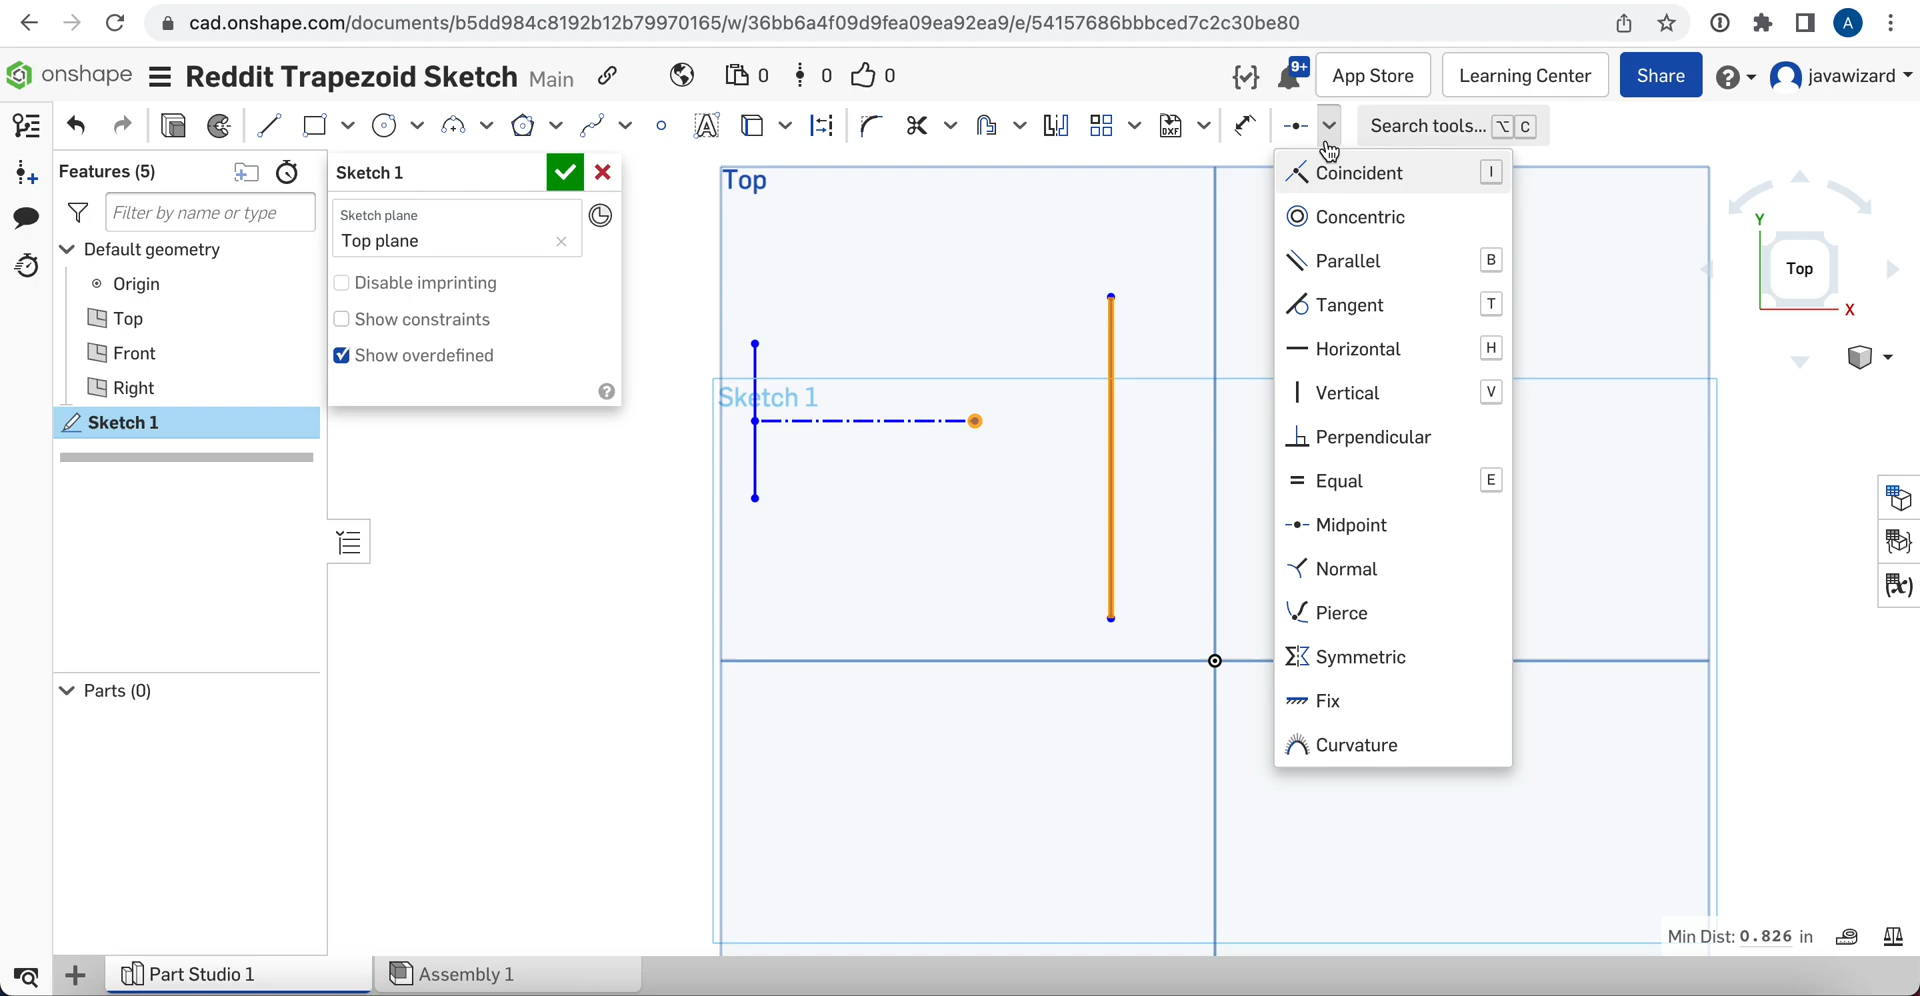 cad.onshape.com/documents/b5dd984c8192b12b79970165/w/36bb6a4f09d9fea09ea92ea9/e/54157686bbbced7c2c30be80
A
onshape Reddit Trapezoid Sketch Main 0 0 0 9+ App Store Learning Center Share javawizard
Search tools... ⌥ C
Features (5)
Filter by name or type
Default geometry
Origin
Top
Front
Right
Sketch 1
Parts (0)
Sketch 1
Sketch plane
Top plane
Disable imprinting
Show constraints
Show overdefined
Top
Sketch 1
Coincident I
Concentric
Parallel B
Tangent T
Horizontal H
Vertical V
Perpendicular
Equal E
Midpoint
Normal
Pierce
Symmetric
Fix
Curvature
Y
Top
X
Min Dist: 0.826 in
Part Studio 1
Assembly 1